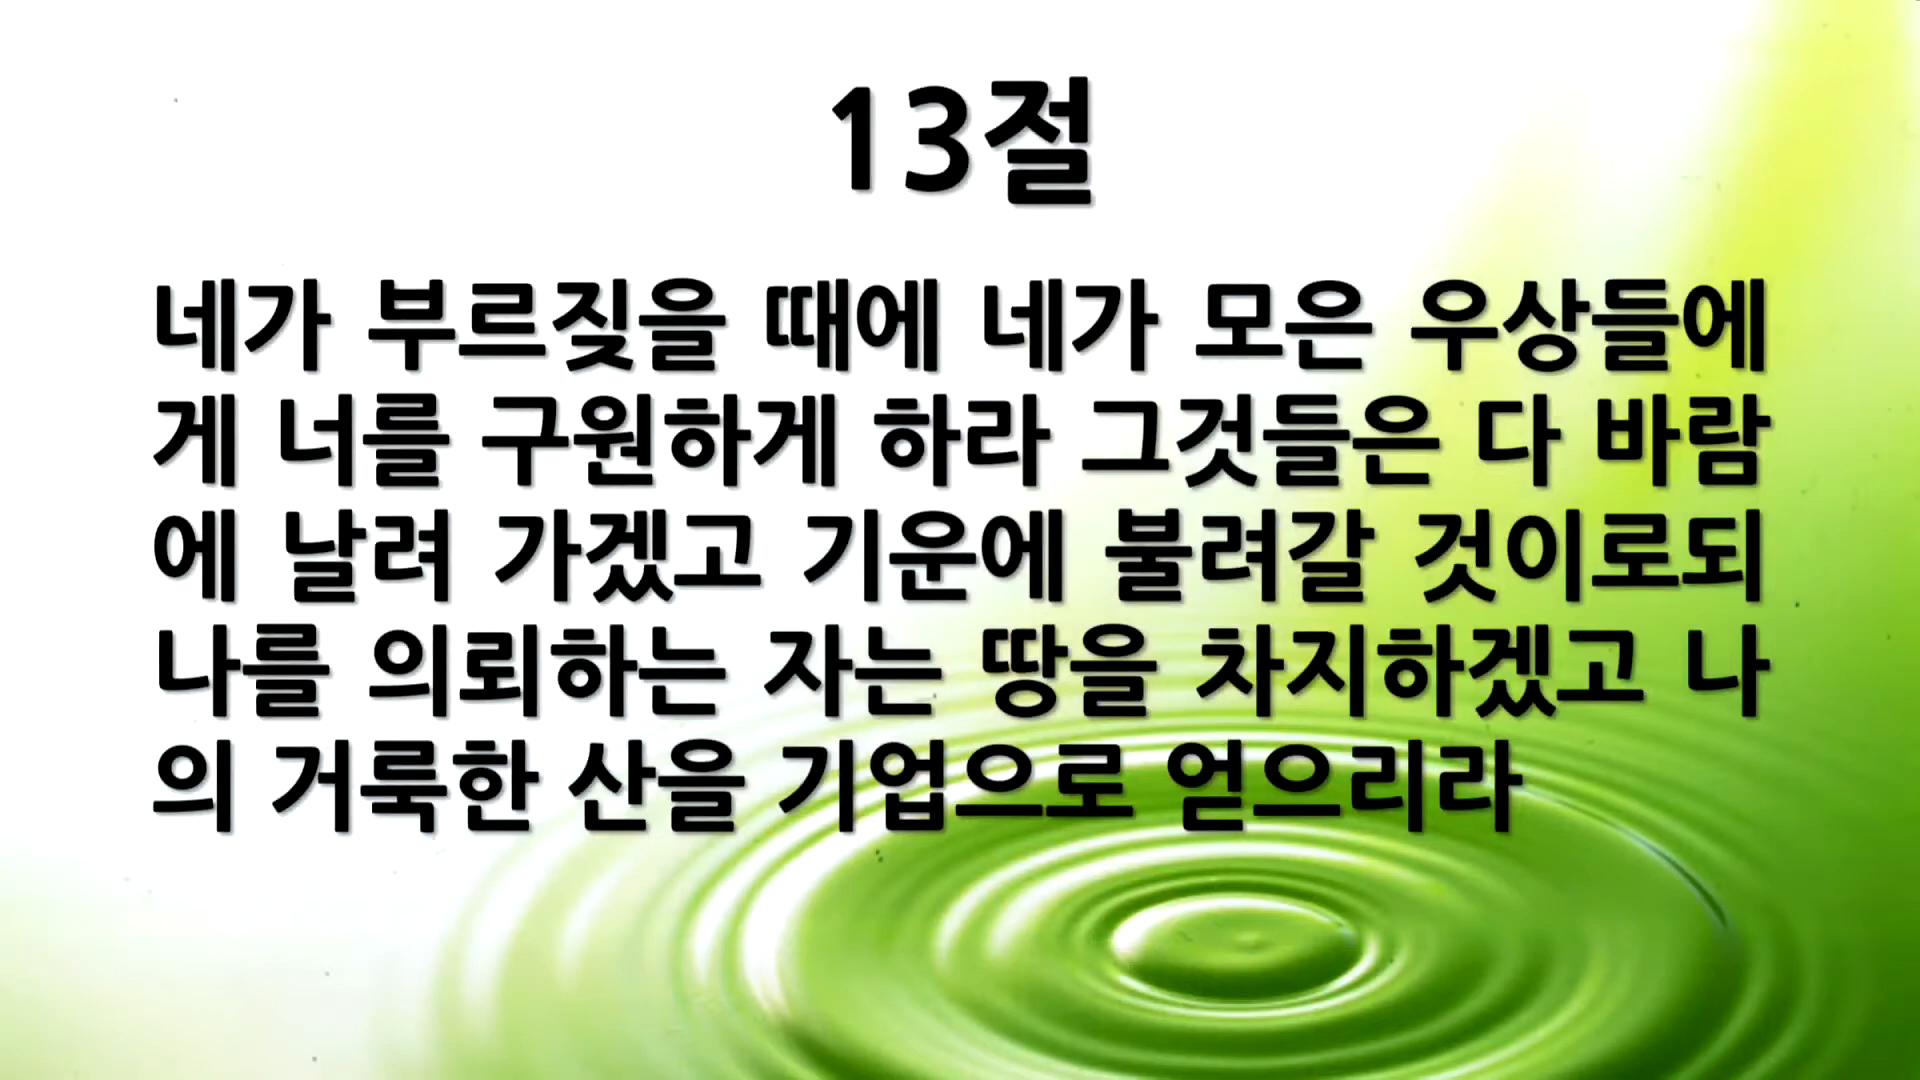 13절
네가 부르짖을 때에 네가 모은 우상들에
게 너를 구원하게 하라 그것들은 다 바람
에 날려 가겠고 기운에 불려갈 것이로되
나를 의뢰하는 자는 땅을 차지하겠고 나
의 거룩한 산을 기업으로 얻으리라